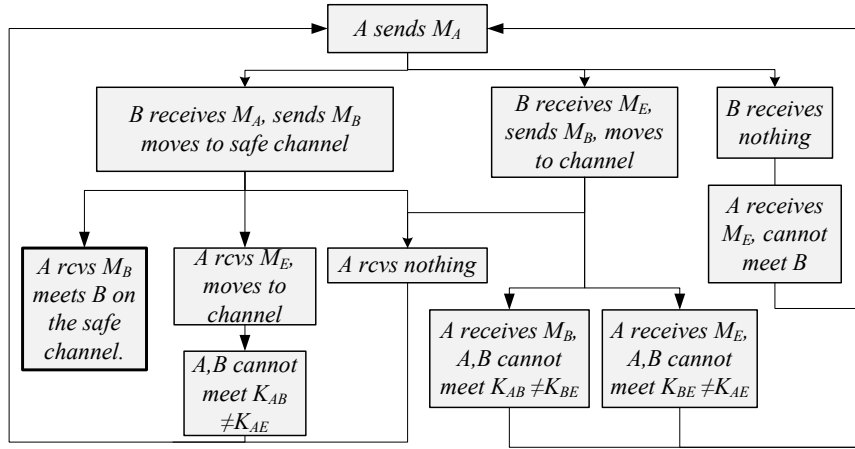 A sends M_A
B receives M_A, sends M_B
moves to safe channel
B receives M_E,
sends M_B, moves
to channel
B receives
nothing
A receives
M_E, cannot
meet B
A rcvs M_B
meets B on
the safe
channel.
A rcvs M_E,
moves to
channel
A rcvs nothing
A,B cannot
meet K_AB
≠K_AE
A receives M_B,
A,B cannot
meet K_AB ≠K_BE
A receives M_E,
A,B cannot
meet K_BE ≠K_AE